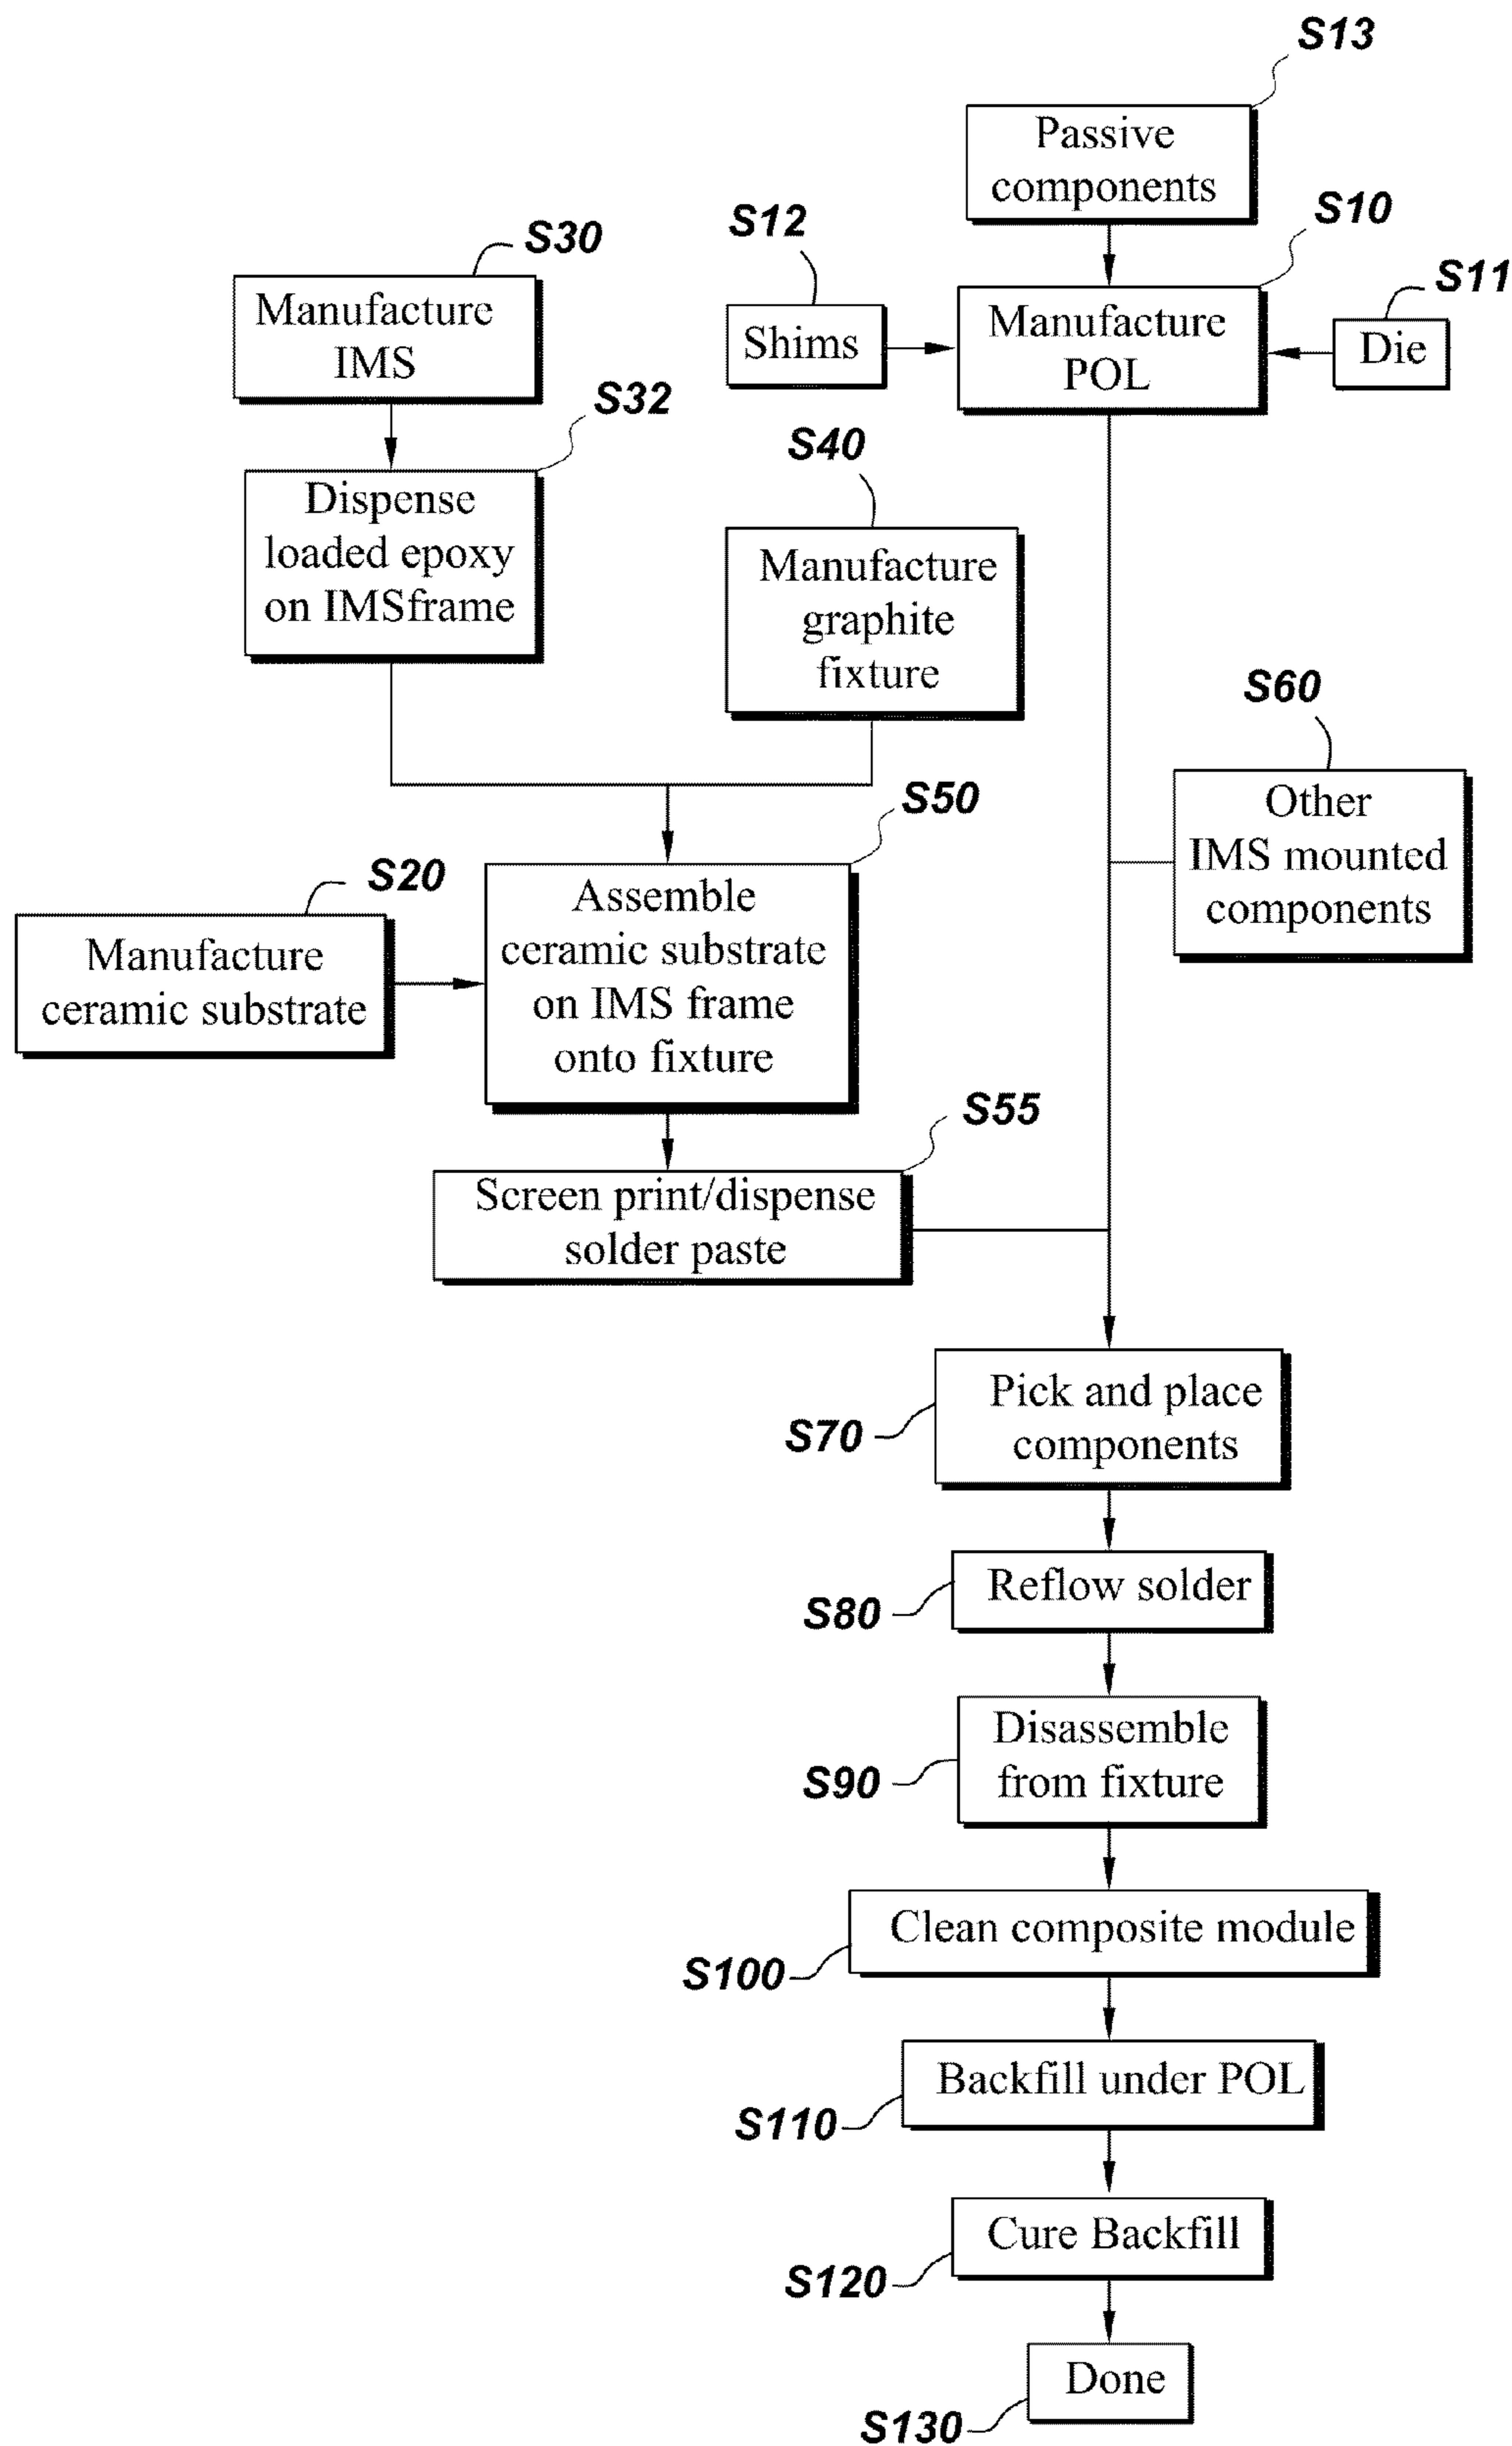 S13
Passive
components
S12
S10
S11
S30
Manufacture
IMS
Shims
Manufacture
POL
Die
S32
S40
Dispense
loaded epoxy
on IMSframe
Manufacture
graphite
fixture
S60
Other
IMS mounted
components
S50
S20
Manufacture
ceramic substrate
Assemble
ceramic substrate
on IMS frame
onto fixture
S55
Screen print/dispense
solder paste
Pick and place
components
S70
Reflow solder
S80
Disassemble
from fixture
S90
Clean composite module
S100
Backfill under POL
S110
Cure Backfill
S120
Done
S130